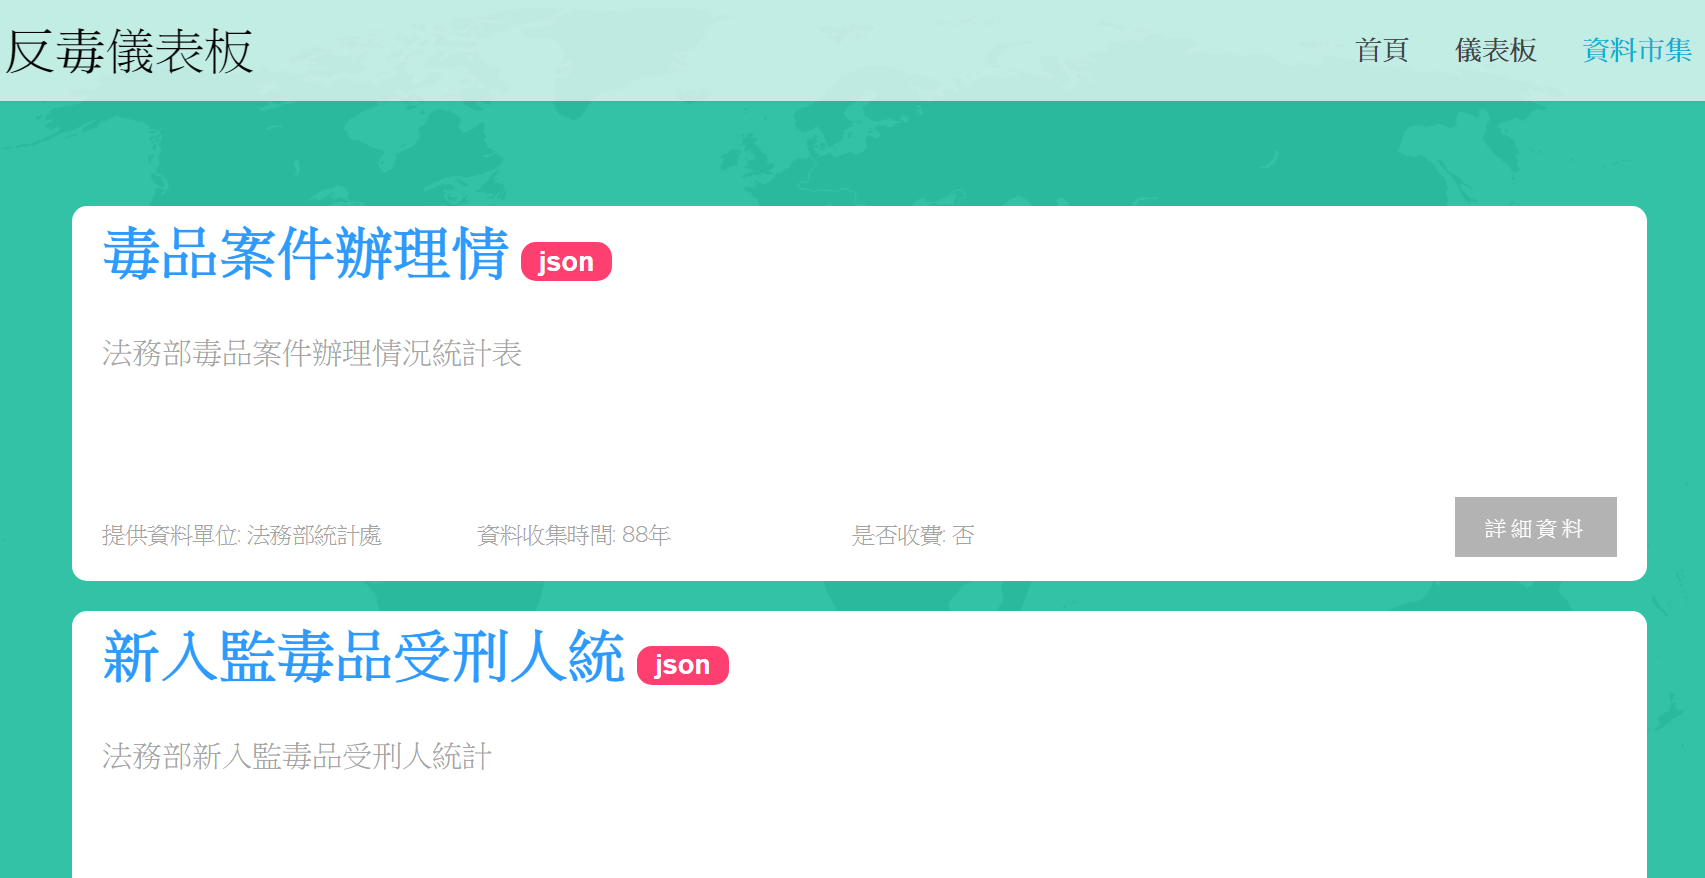 反毒儀表板
首頁 儀表板 資料市集
毒品案件辦理情 json
法務部毒品案件辦理情況統計表
提供資料單位: 法務部統計處 資料收集時間: 88年 是否收費: 否
詳細資料
新入監毒品受刑人統 json
法務部新入監毒品受刑人統計